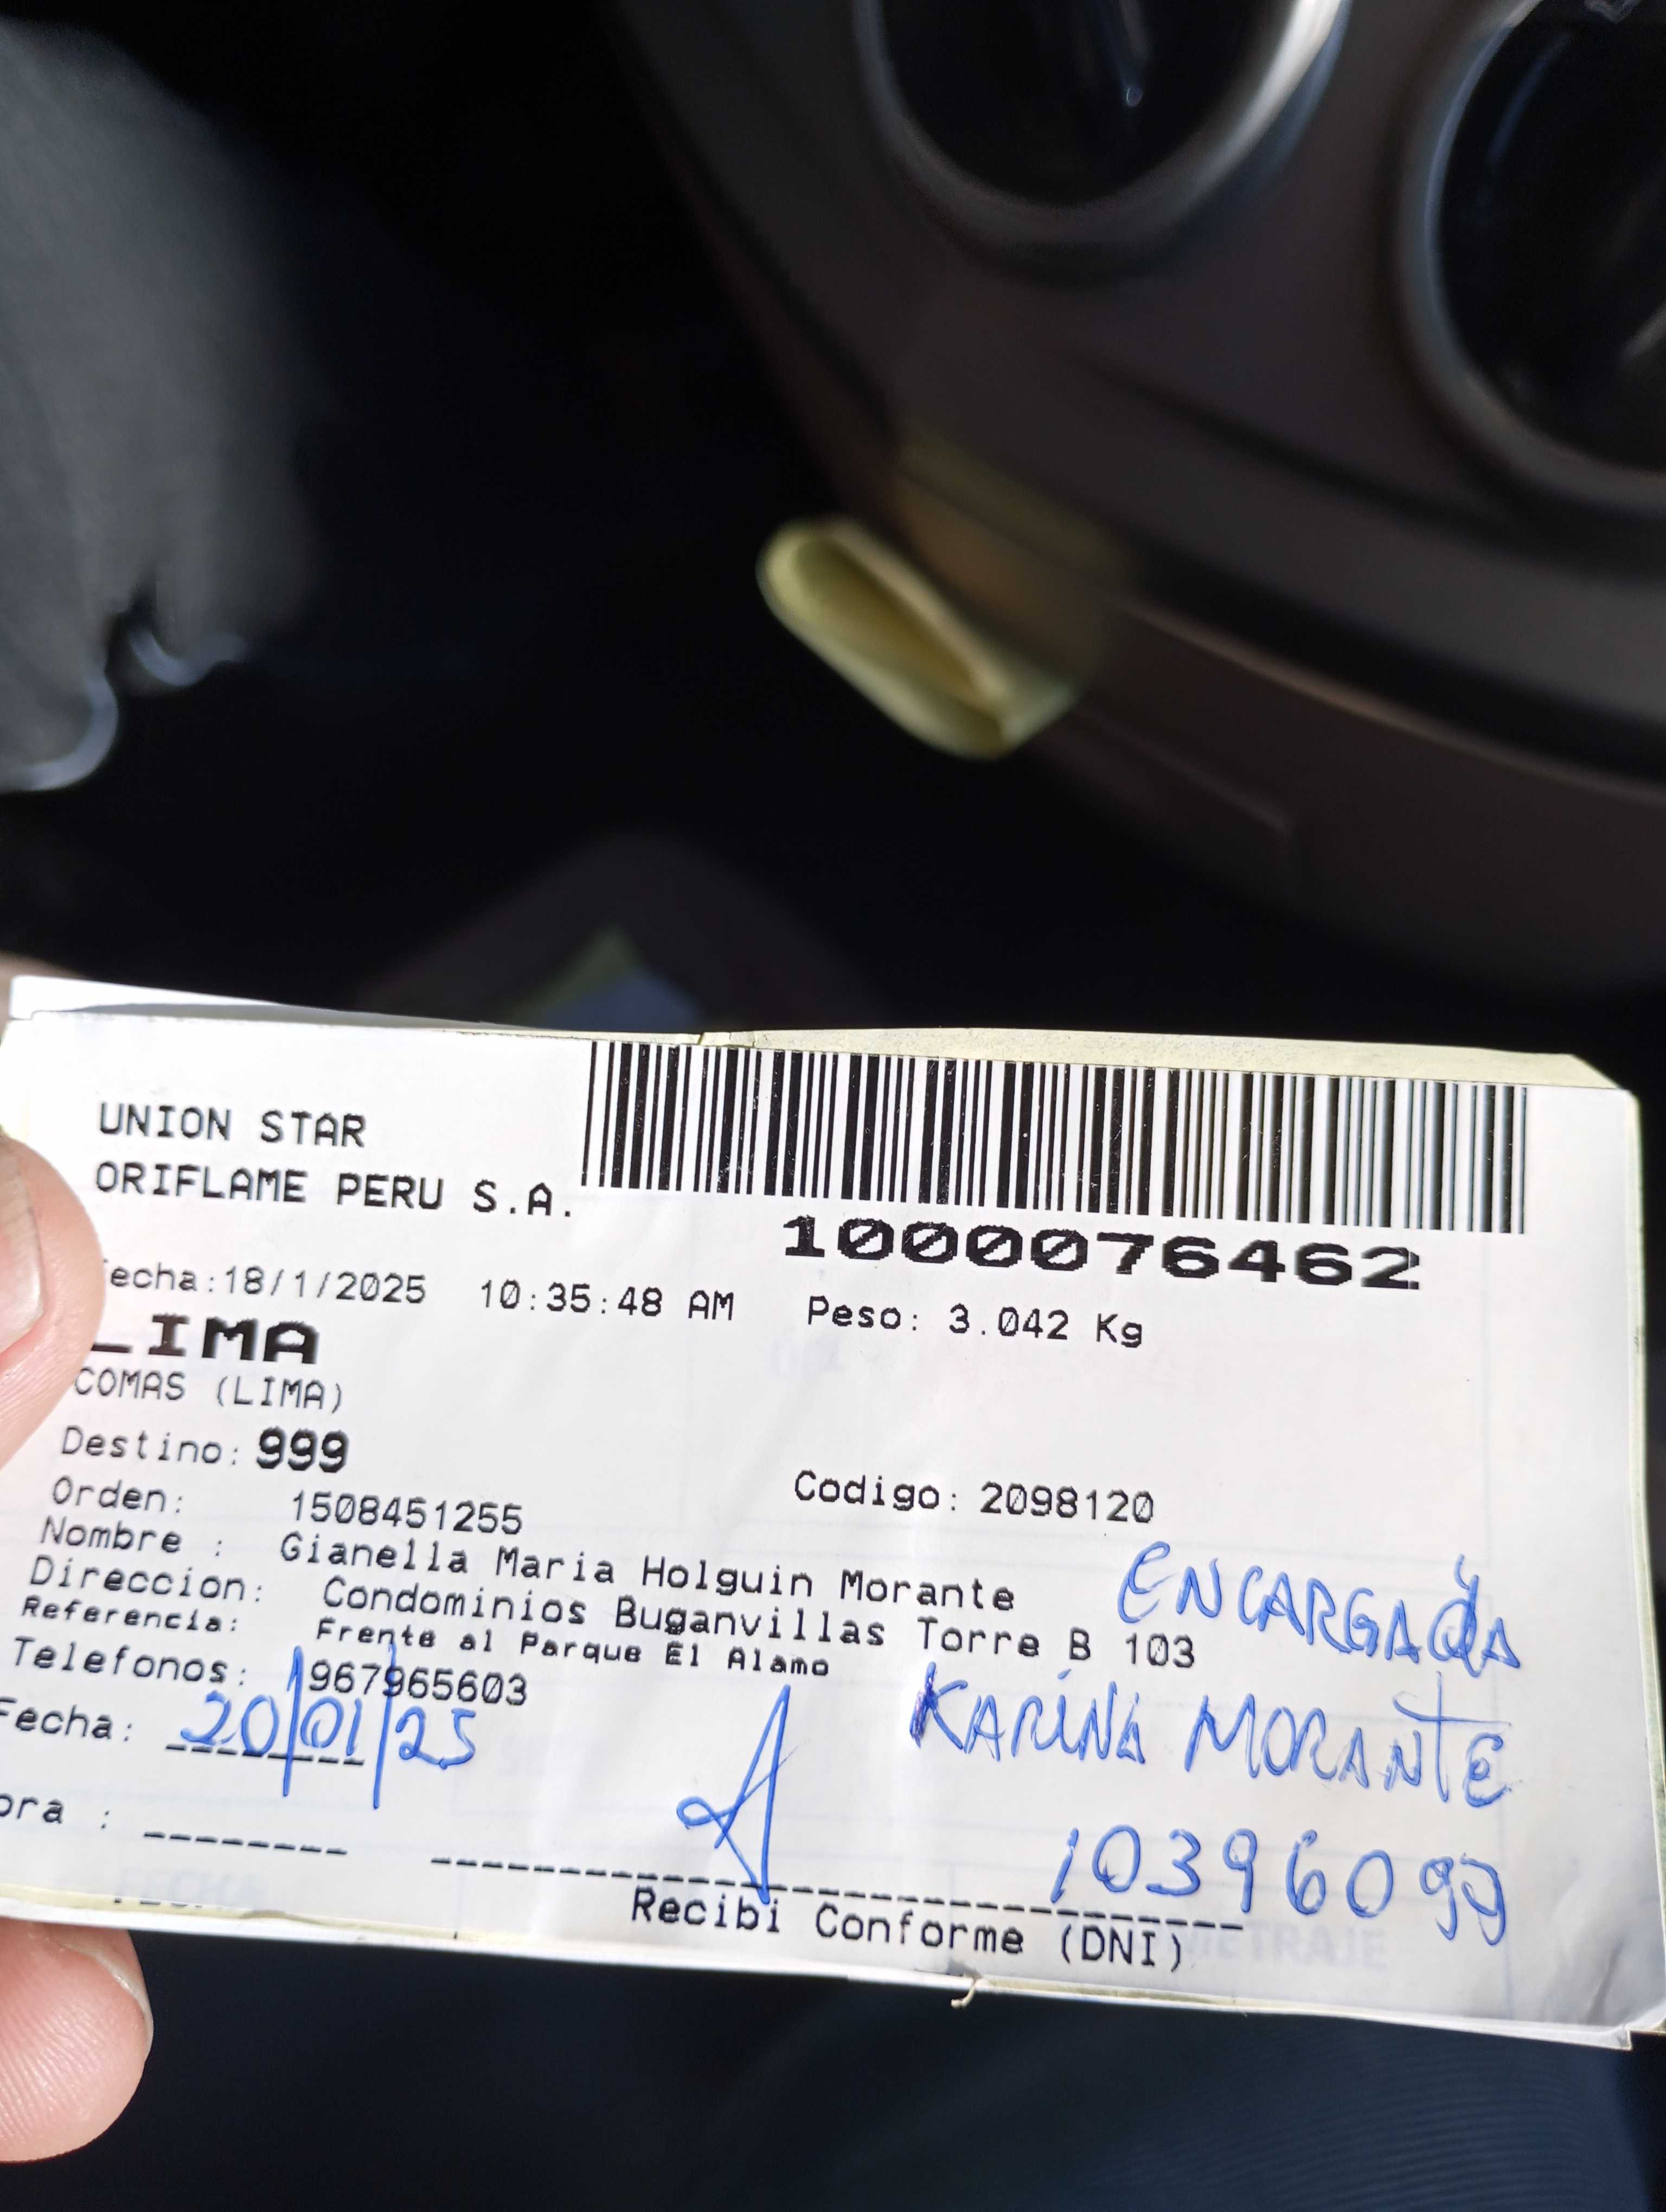 UNION STAR
ORIFLAME PERU S.A.
1000076462
echa:18/1/2025 10:35:48 AM Peso: 3.042 Kg
LIMA
COMAS (LIMA)
Destino: 999
Orden: 1508451255 Codigo: 2098120
Nombre : Gianella Maria Holguin Morante
Direccion: Condominios Buganvillas Torre B 103
Referencia: Frente al Parque El Alamo
Telefonos: 967965603
ENCARGADA
KARINA MORANTE
Fecha: 20/01/25
ora :
10396099
Recibi Conforme (DNI)